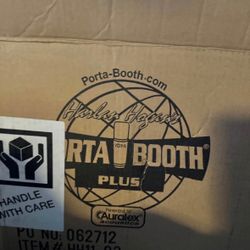 Porta-Booth.com
Harlan Hogan's
PORTA BOOTH
PLUS
Auralex
HANDLE
WITH CARE
PO NO. 062712